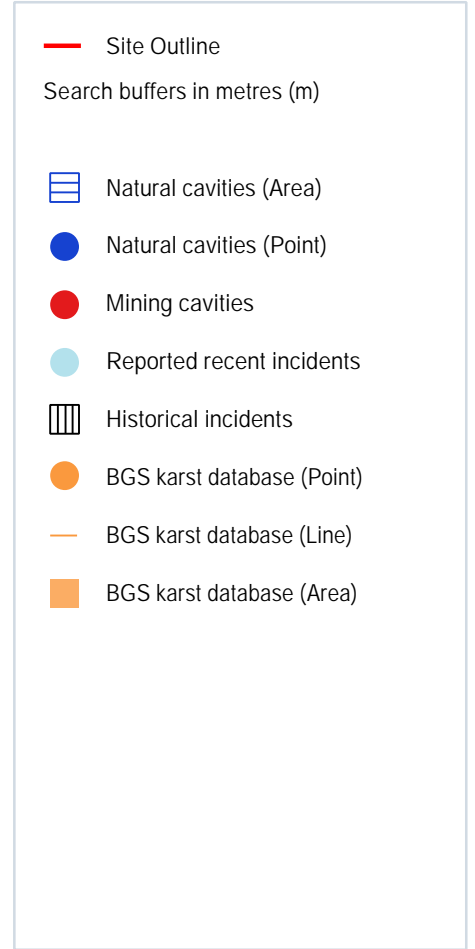 Site Outline
Search buffers in metres (m)
Natural cavities (Area)
Natural cavities (Point)
Mining cavities
Reported recent incidents
Historical incidents
BGS karst database (Point)
BGS karst database (Line)
BGS karst database (Area)